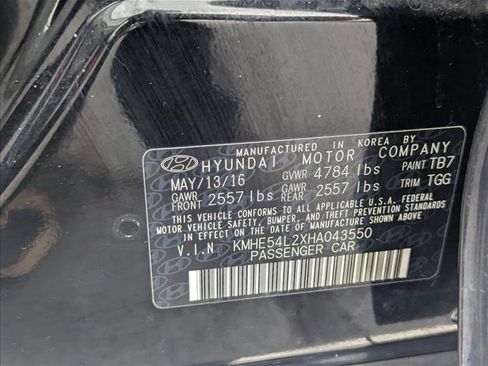 MANUFACTURED IN KOREA BY
HYUNDAI MOTOR COMPANY
MAY/13/16 GVWR 4784 lbs PAINT TB7
GAWR FRONT 2557 lbs GAWR REAR 2557 lbs TRIM TGG
THIS VEHICLE CONFORMS TO ALL APPLICABLE U.S.A. FEDERAL
MOTOR VEHICLE SAFETY, BUMPER, AND THEFT PREVENTION STANDARDS
IN EFFECT ON THE DATE OF MANUFACTURE SHOWN ABOVE.
V.I.N KMHE54L2XHA043550
PASSENGER CAR